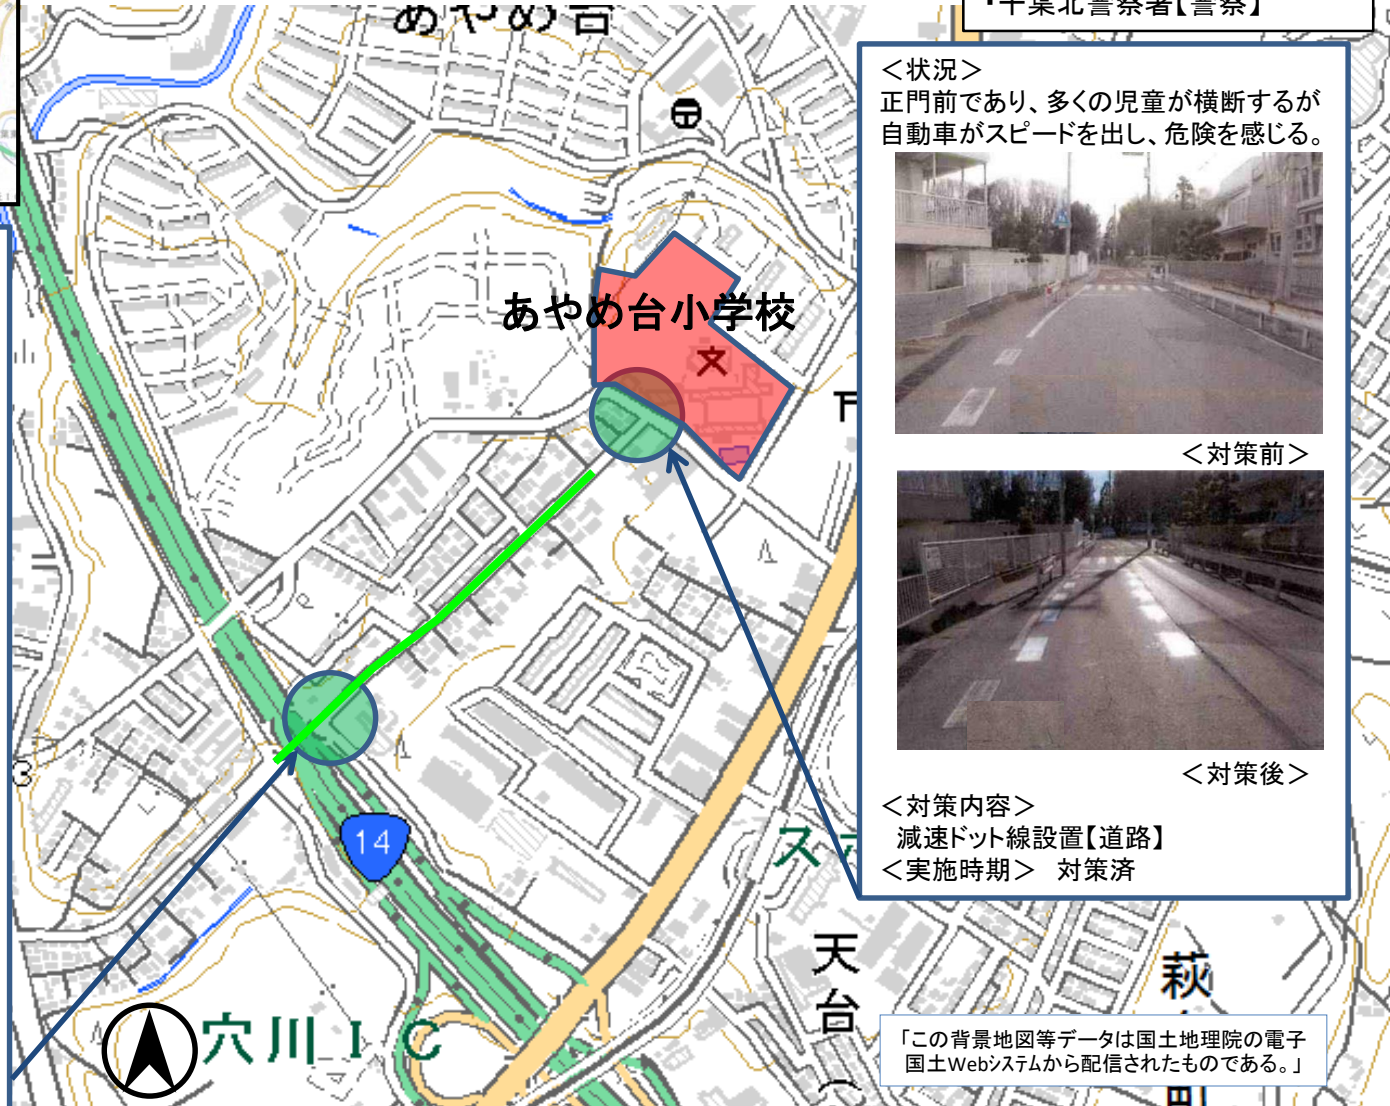 あやめ台
・千葉北警察署【警察】
＜状況＞
正門前であり、多くの児童が横断するが
自動車がスピードを出し、危険を感じる。
＜対策前＞
＜対策後＞
＜対策内容＞
減速ドット線設置【道路】
＜実施時期＞　対策済
あやめ台小学校
文
14
穴川ＩＣ
天台
萩
「この背景地図等データは国土地理院の電子
国土Webシステムから配信されたものである。」